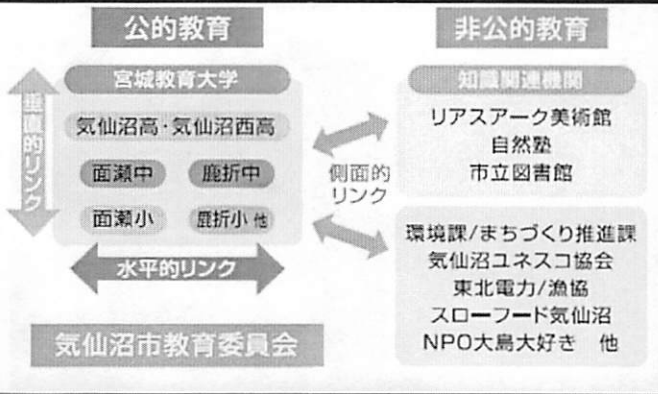 公的教育
宮城教育大学
気仙沼高・気仙沼西高
面瀬中
鹿折中
面瀬小
鹿折小 他
垂直的リンク
水平的リンク
気仙沼市教育委員会
側面的
リンク
非公的教育
知識関連機関
リアスアーク美術館
自然塾
市立図書館
環境課/まちづくり推進課
気仙沼ユネスコ協会
東北電力/漁協
スローフード気仙沼
NPO大島大好き 他